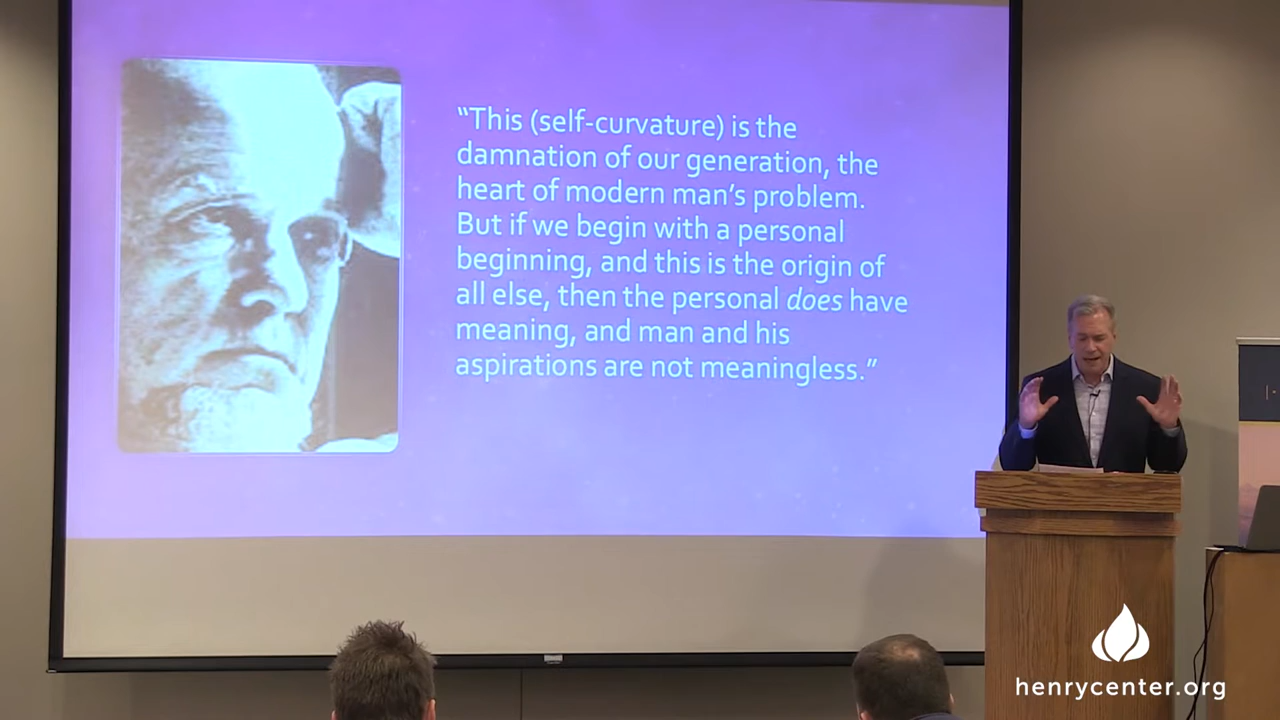 “This (self-curvature) is the
damnation of our generation, the
heart of modern man’s problem.
But if we begin with a personal
beginning, and this is the origin of
all else, then the personal does have
meaning, and man and his
aspirations are not meaningless.”
henrycenter.org